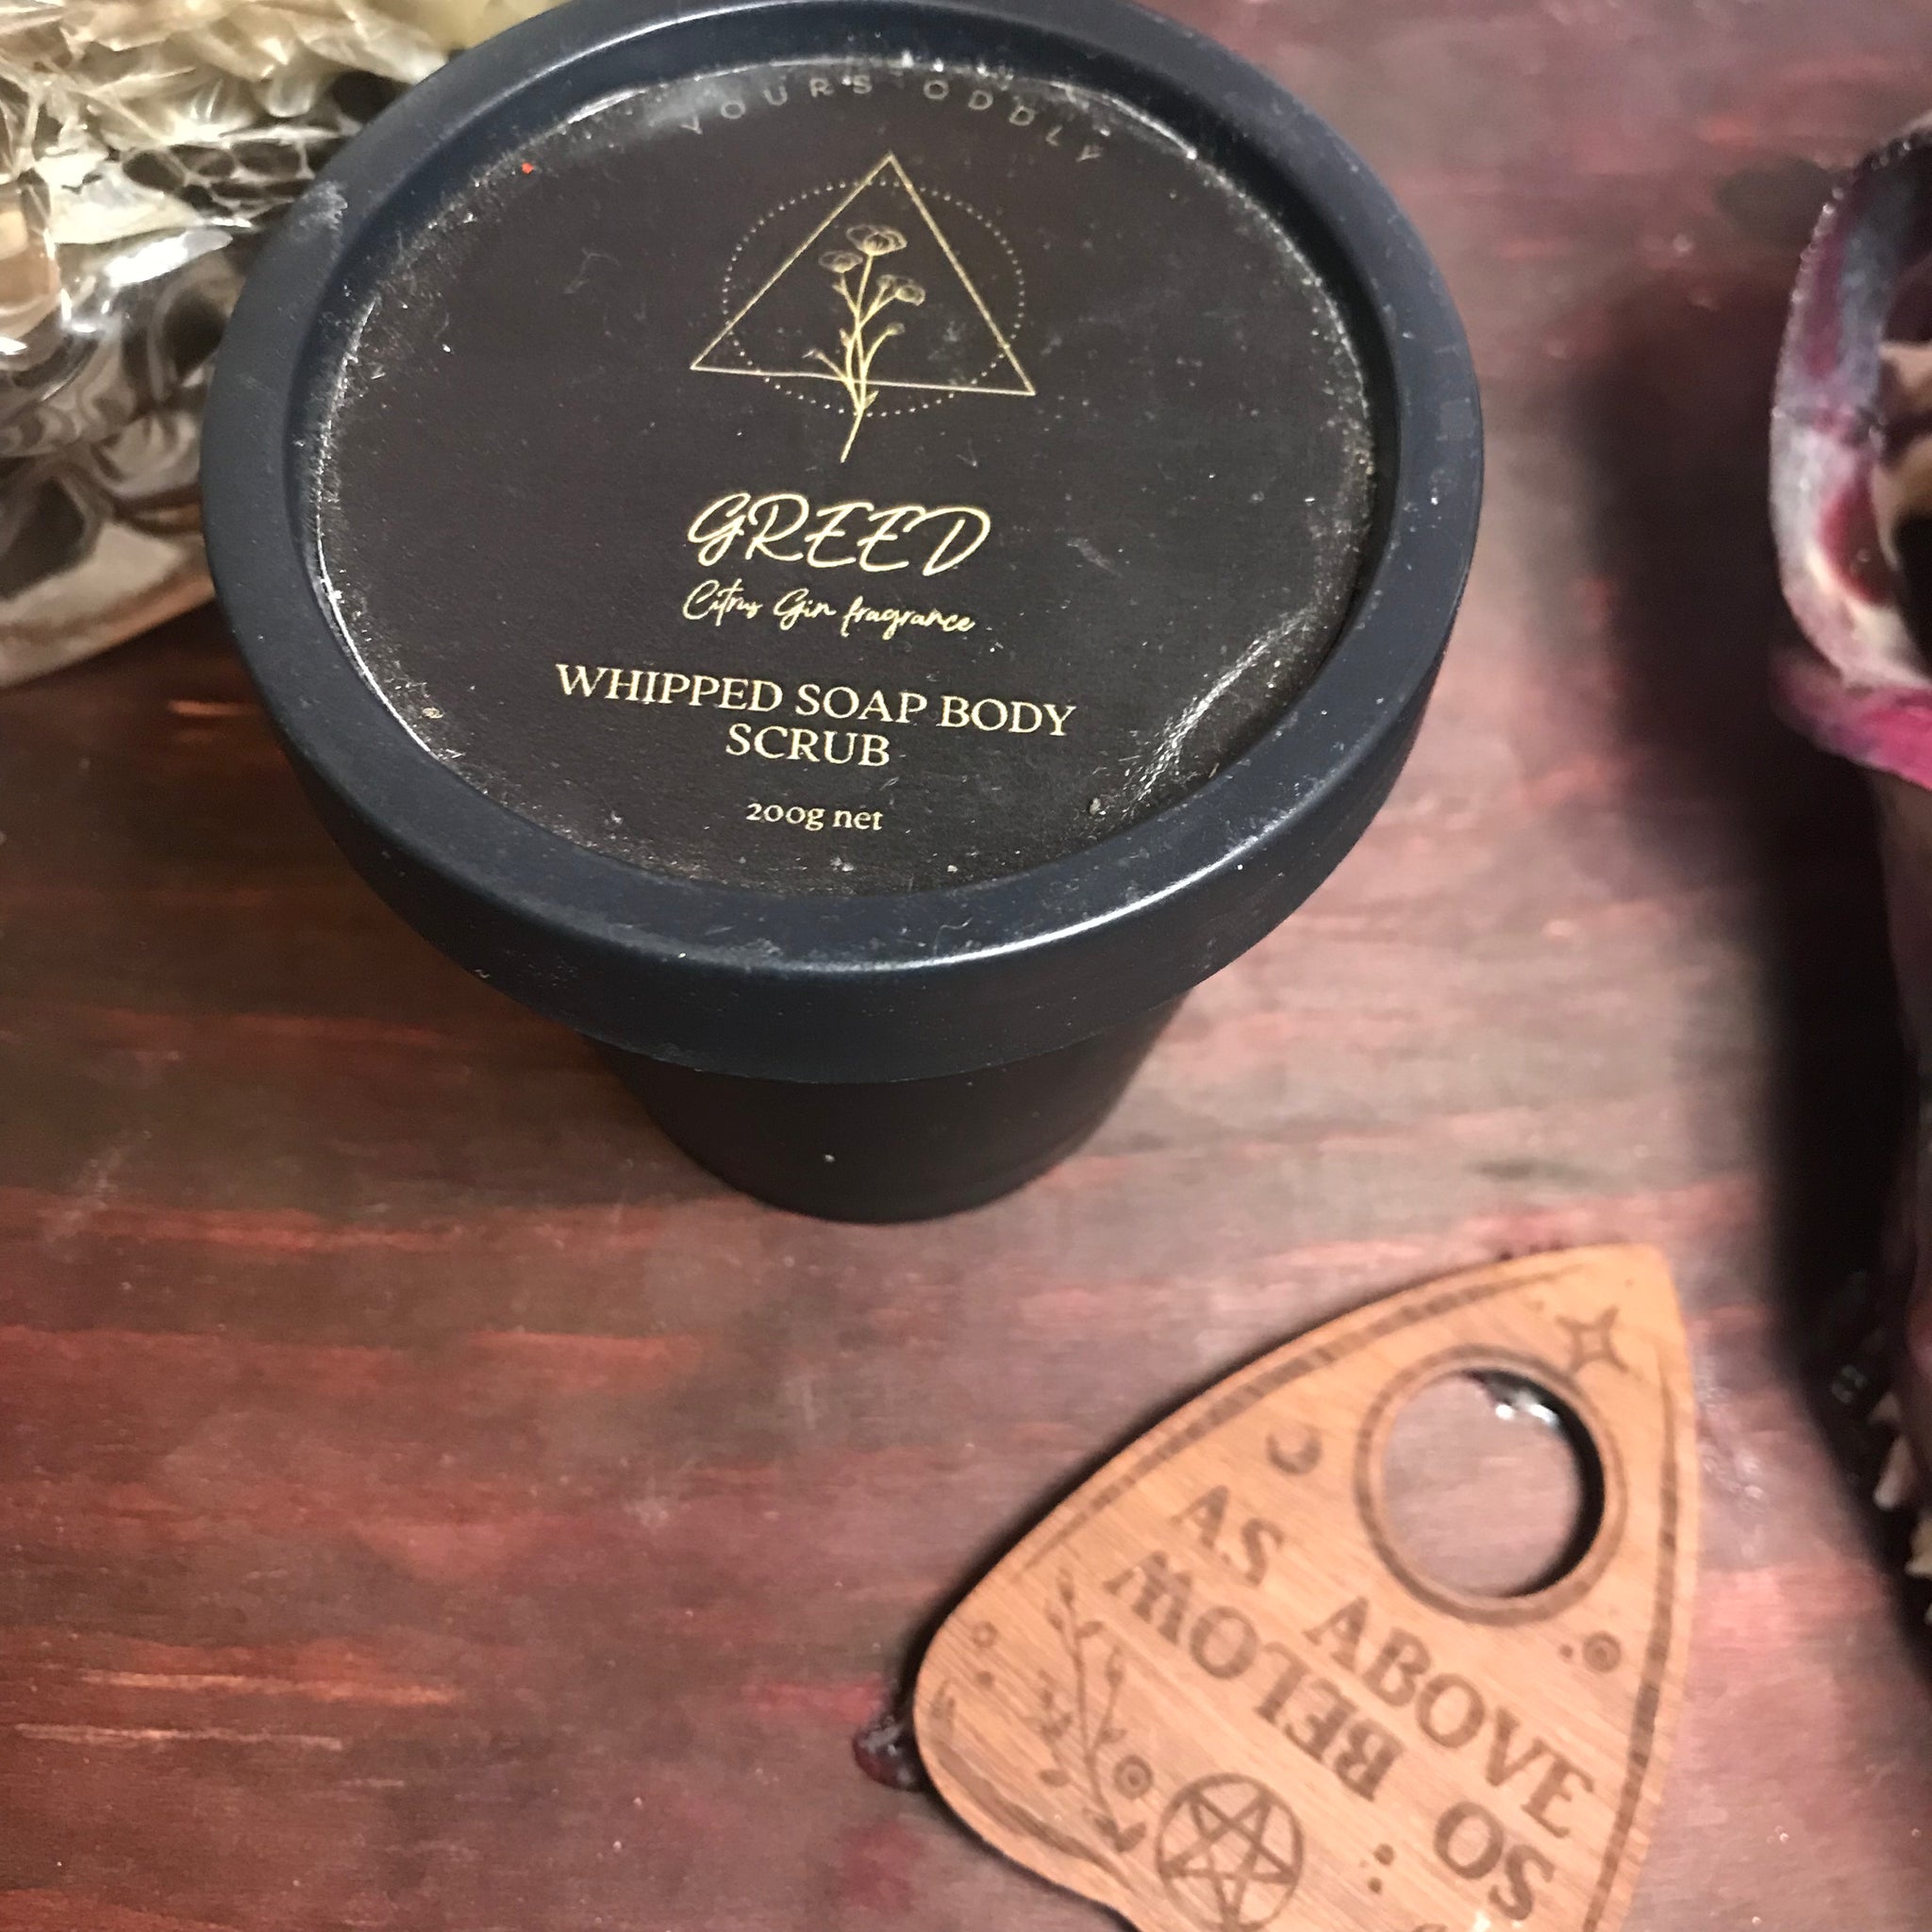 YOURS ODDLY
GREED
Citrus Gin fragrance
WHIPPED SOAP BODY
SCRUB
200g net
AS ABOVE
SO BELOW